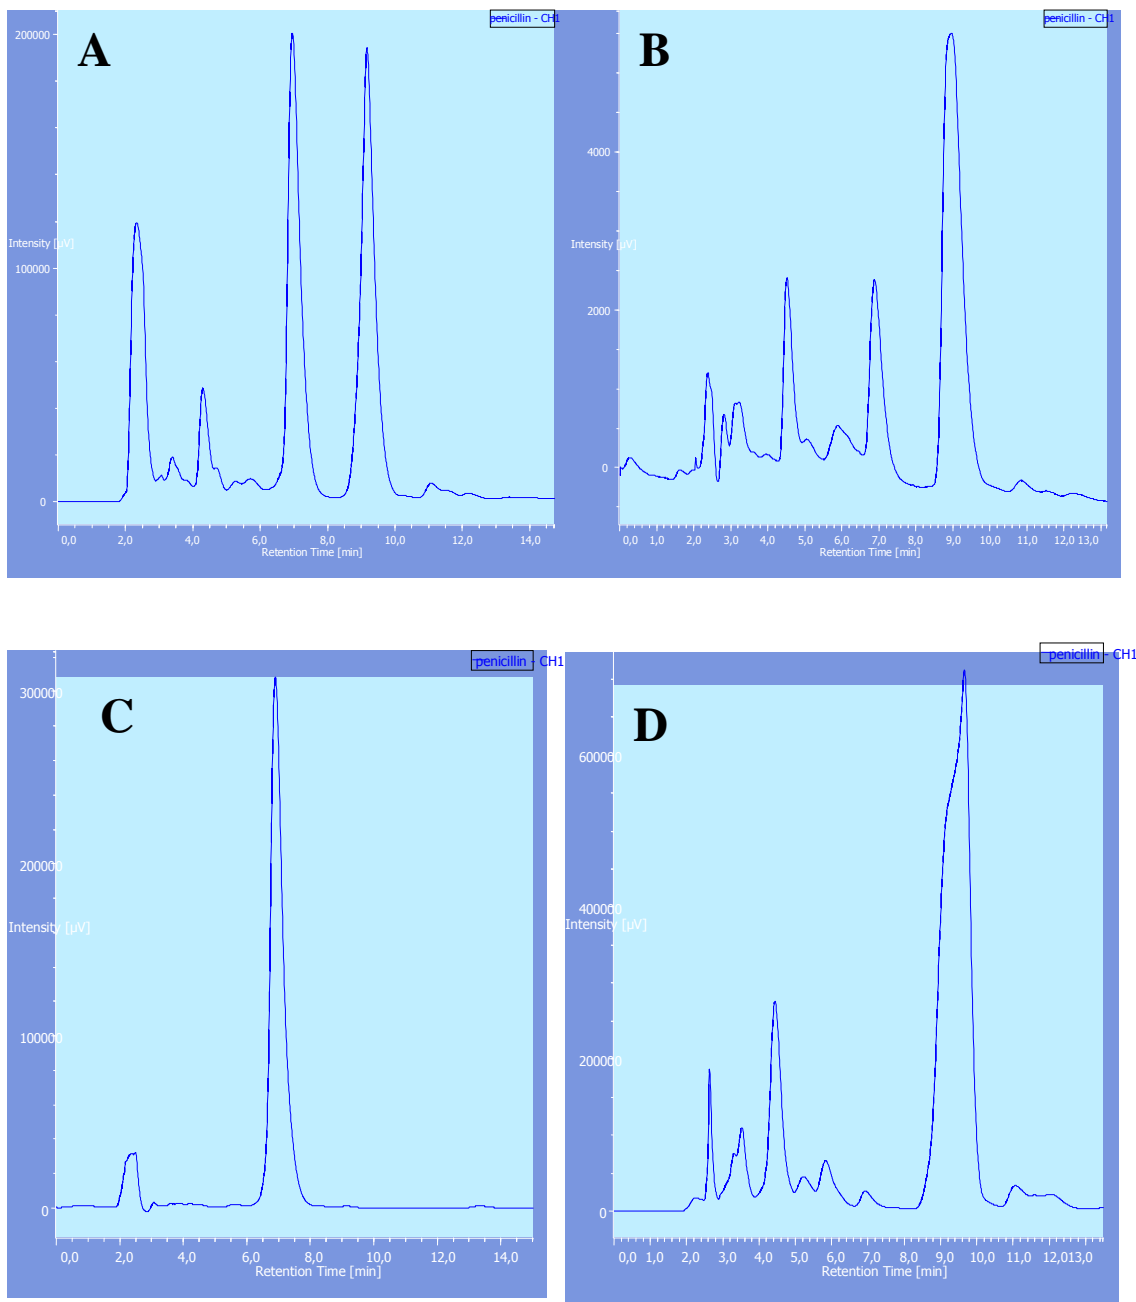 penicillin - CH1
A
200000
Intensity [µV]
100000
0
0,0 2,0 4,0 6,0 8,0 10,0 12,0 14,0
Retention Time [min]
penicillin - CH1
B
4000
Intensity [µV]
2000
0
0,0 1,0 2,0 3,0 4,0 5,0 6,0 7,0 8,0 9,0 10,0 11,0 12,0 13,0
Retention Time [min]
penicillin - CH1
300000
C
200000
Intensity [µV]
100000
0
0,0 2,0 4,0 6,0 8,0 10,0 12,0 14,0
Retention Time [min]
penicillin - CH1
D
600000
400000
Intensity [µV]
200000
0
0,0 1,0 2,0 3,0 4,0 5,0 6,0 7,0 8,0 9,0 10,0 11,0 12,0 13,0
Retention Time [min]